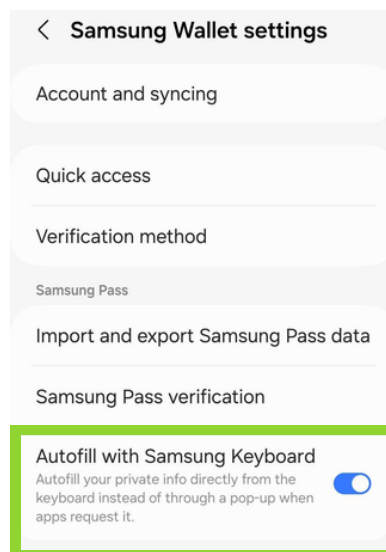 Samsung Wallet settings
Account and syncing
Quick access
Verification method
Samsung Pass
Import and export Samsung Pass data
Samsung Pass verification
Autofill with Samsung Keyboard
Autofill your private info directly from the
keyboard instead of through a pop-up when
apps request it.